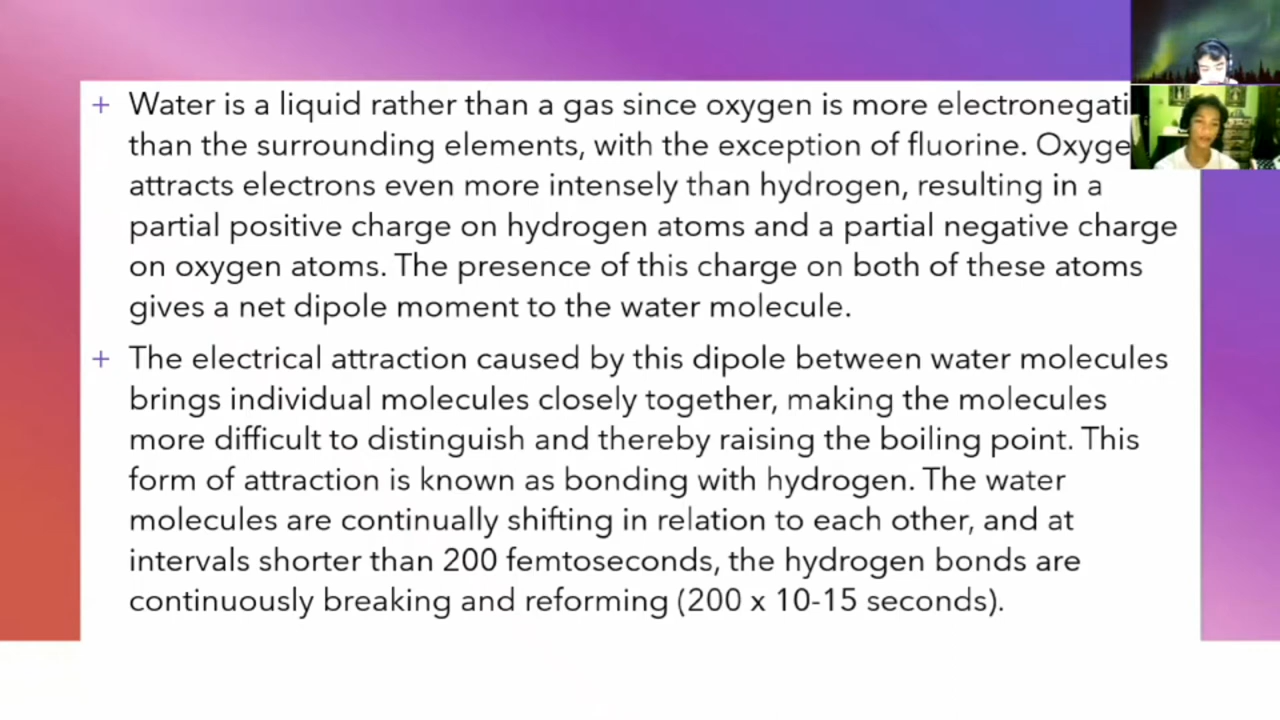 + Water is a liquid rather than a gas since oxygen is more electronegati
than the surrounding elements, with the exception of fluorine. Oxyge
attracts electrons even more intensely than hydrogen, resulting in a
partial positive charge on hydrogen atoms and a partial negative charge
on oxygen atoms. The presence of this charge on both of these atoms
gives a net dipole moment to the water molecule.
+ The electrical attraction caused by this dipole between water molecules
brings individual molecules closely together, making the molecules
more difficult to distinguish and thereby raising the boiling point. This
form of attraction is known as bonding with hydrogen. The water
molecules are continually shifting in relation to each other, and at
intervals shorter than 200 femtoseconds, the hydrogen bonds are
continuously breaking and reforming (200 x 10-15 seconds).